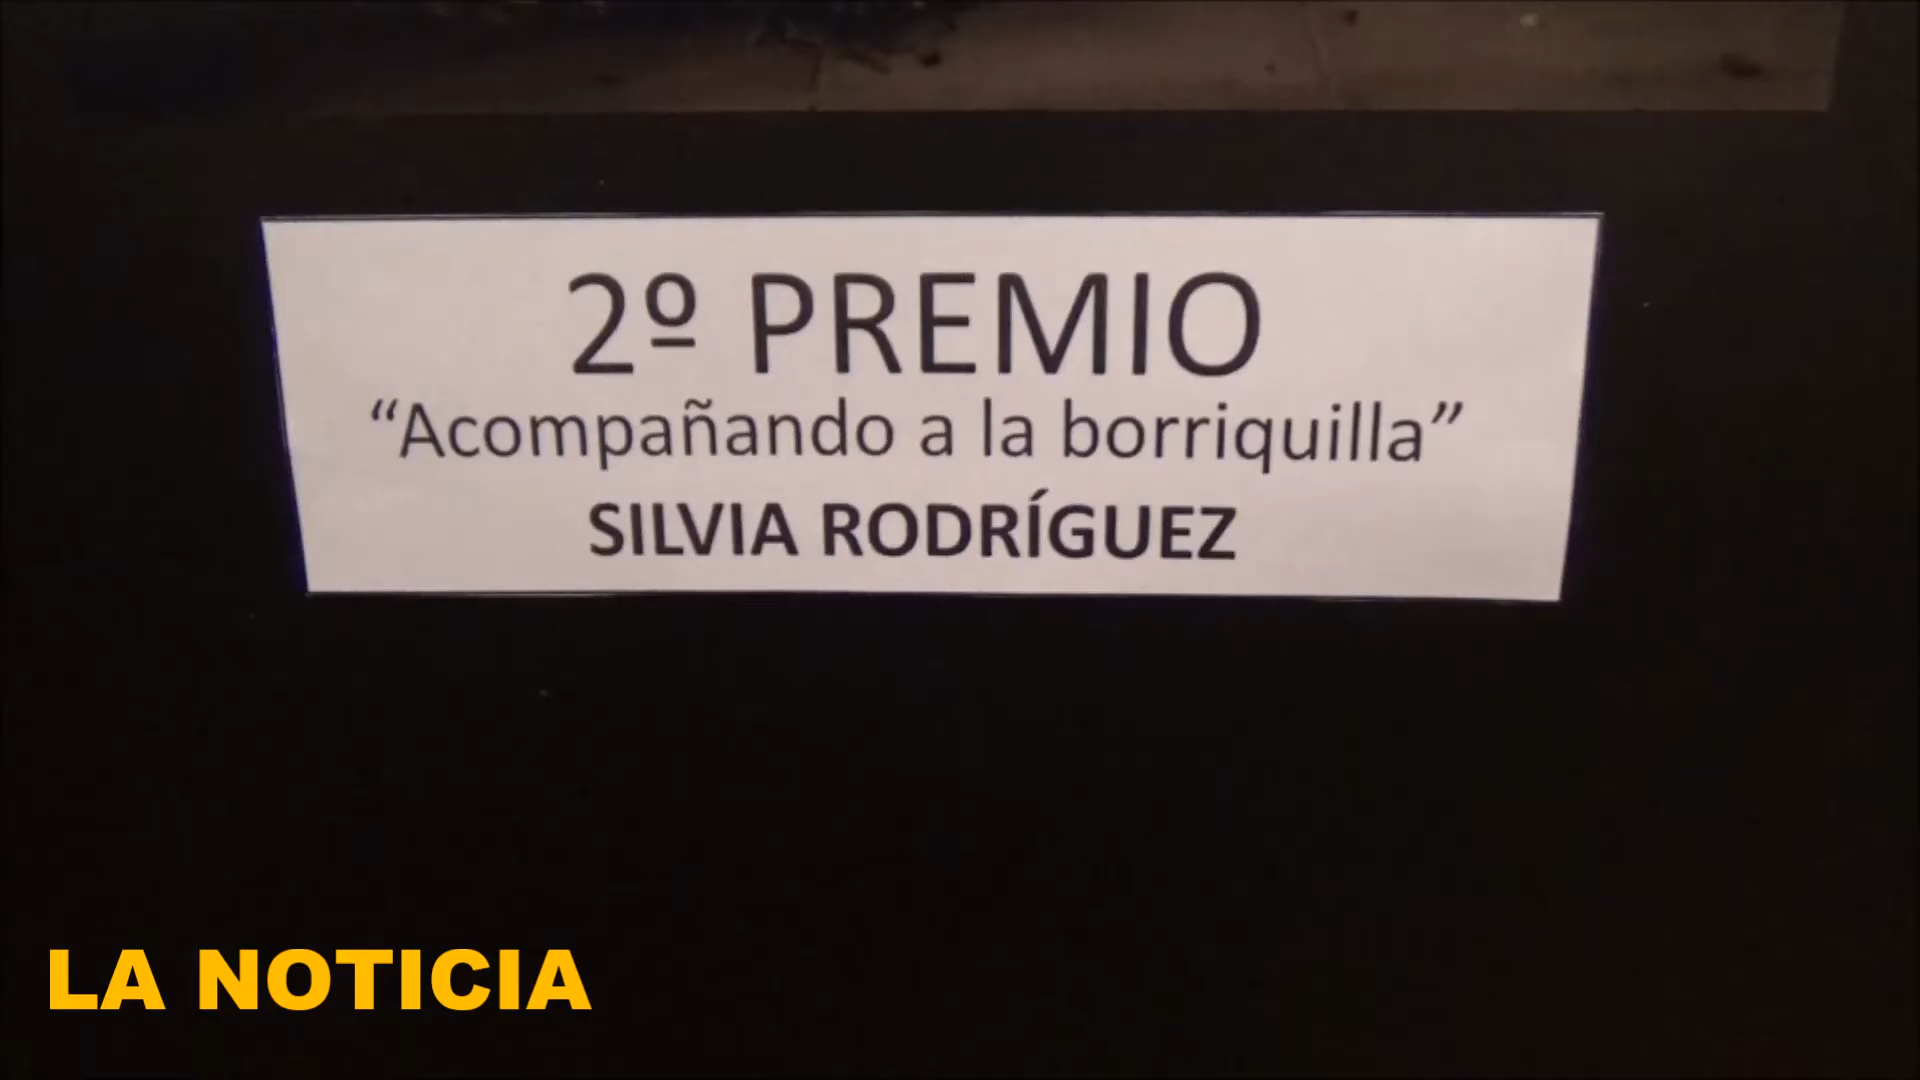 2º PREMIO
“Acompañando a la borriquilla”
SILVIA RODRÍGUEZ
LA NOTICIA